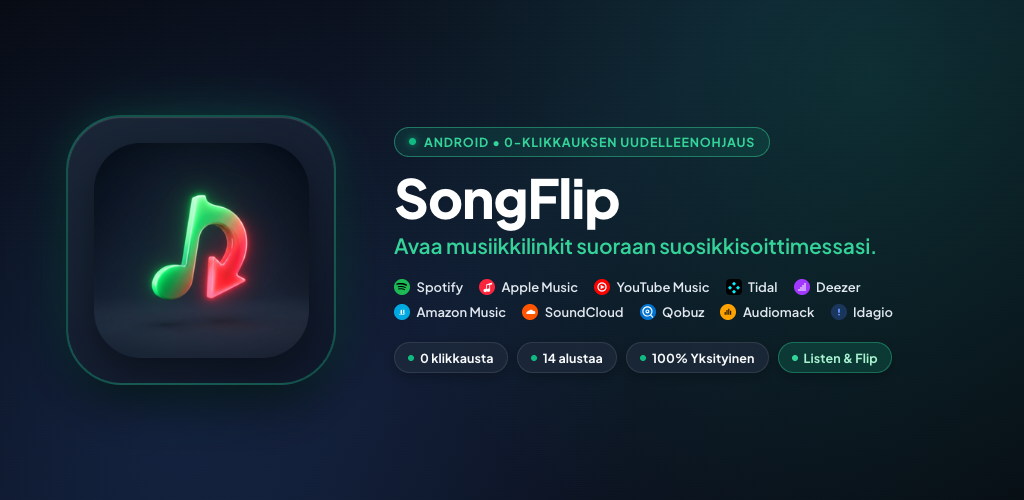 ANDROID • 0-KLIKKAUKSEN UUDELLEENOHJAUS
SongFlip
Avaa musiikkilinkit suoraan suosikkisoittimessasi.
Spotify Apple Music YouTube Music Tidal Deezer
Amazon Music SoundCloud Qobuz Audiomack Idagio
0 klikkausta 14 alustaa 100% Yksityinen Listen & Flip